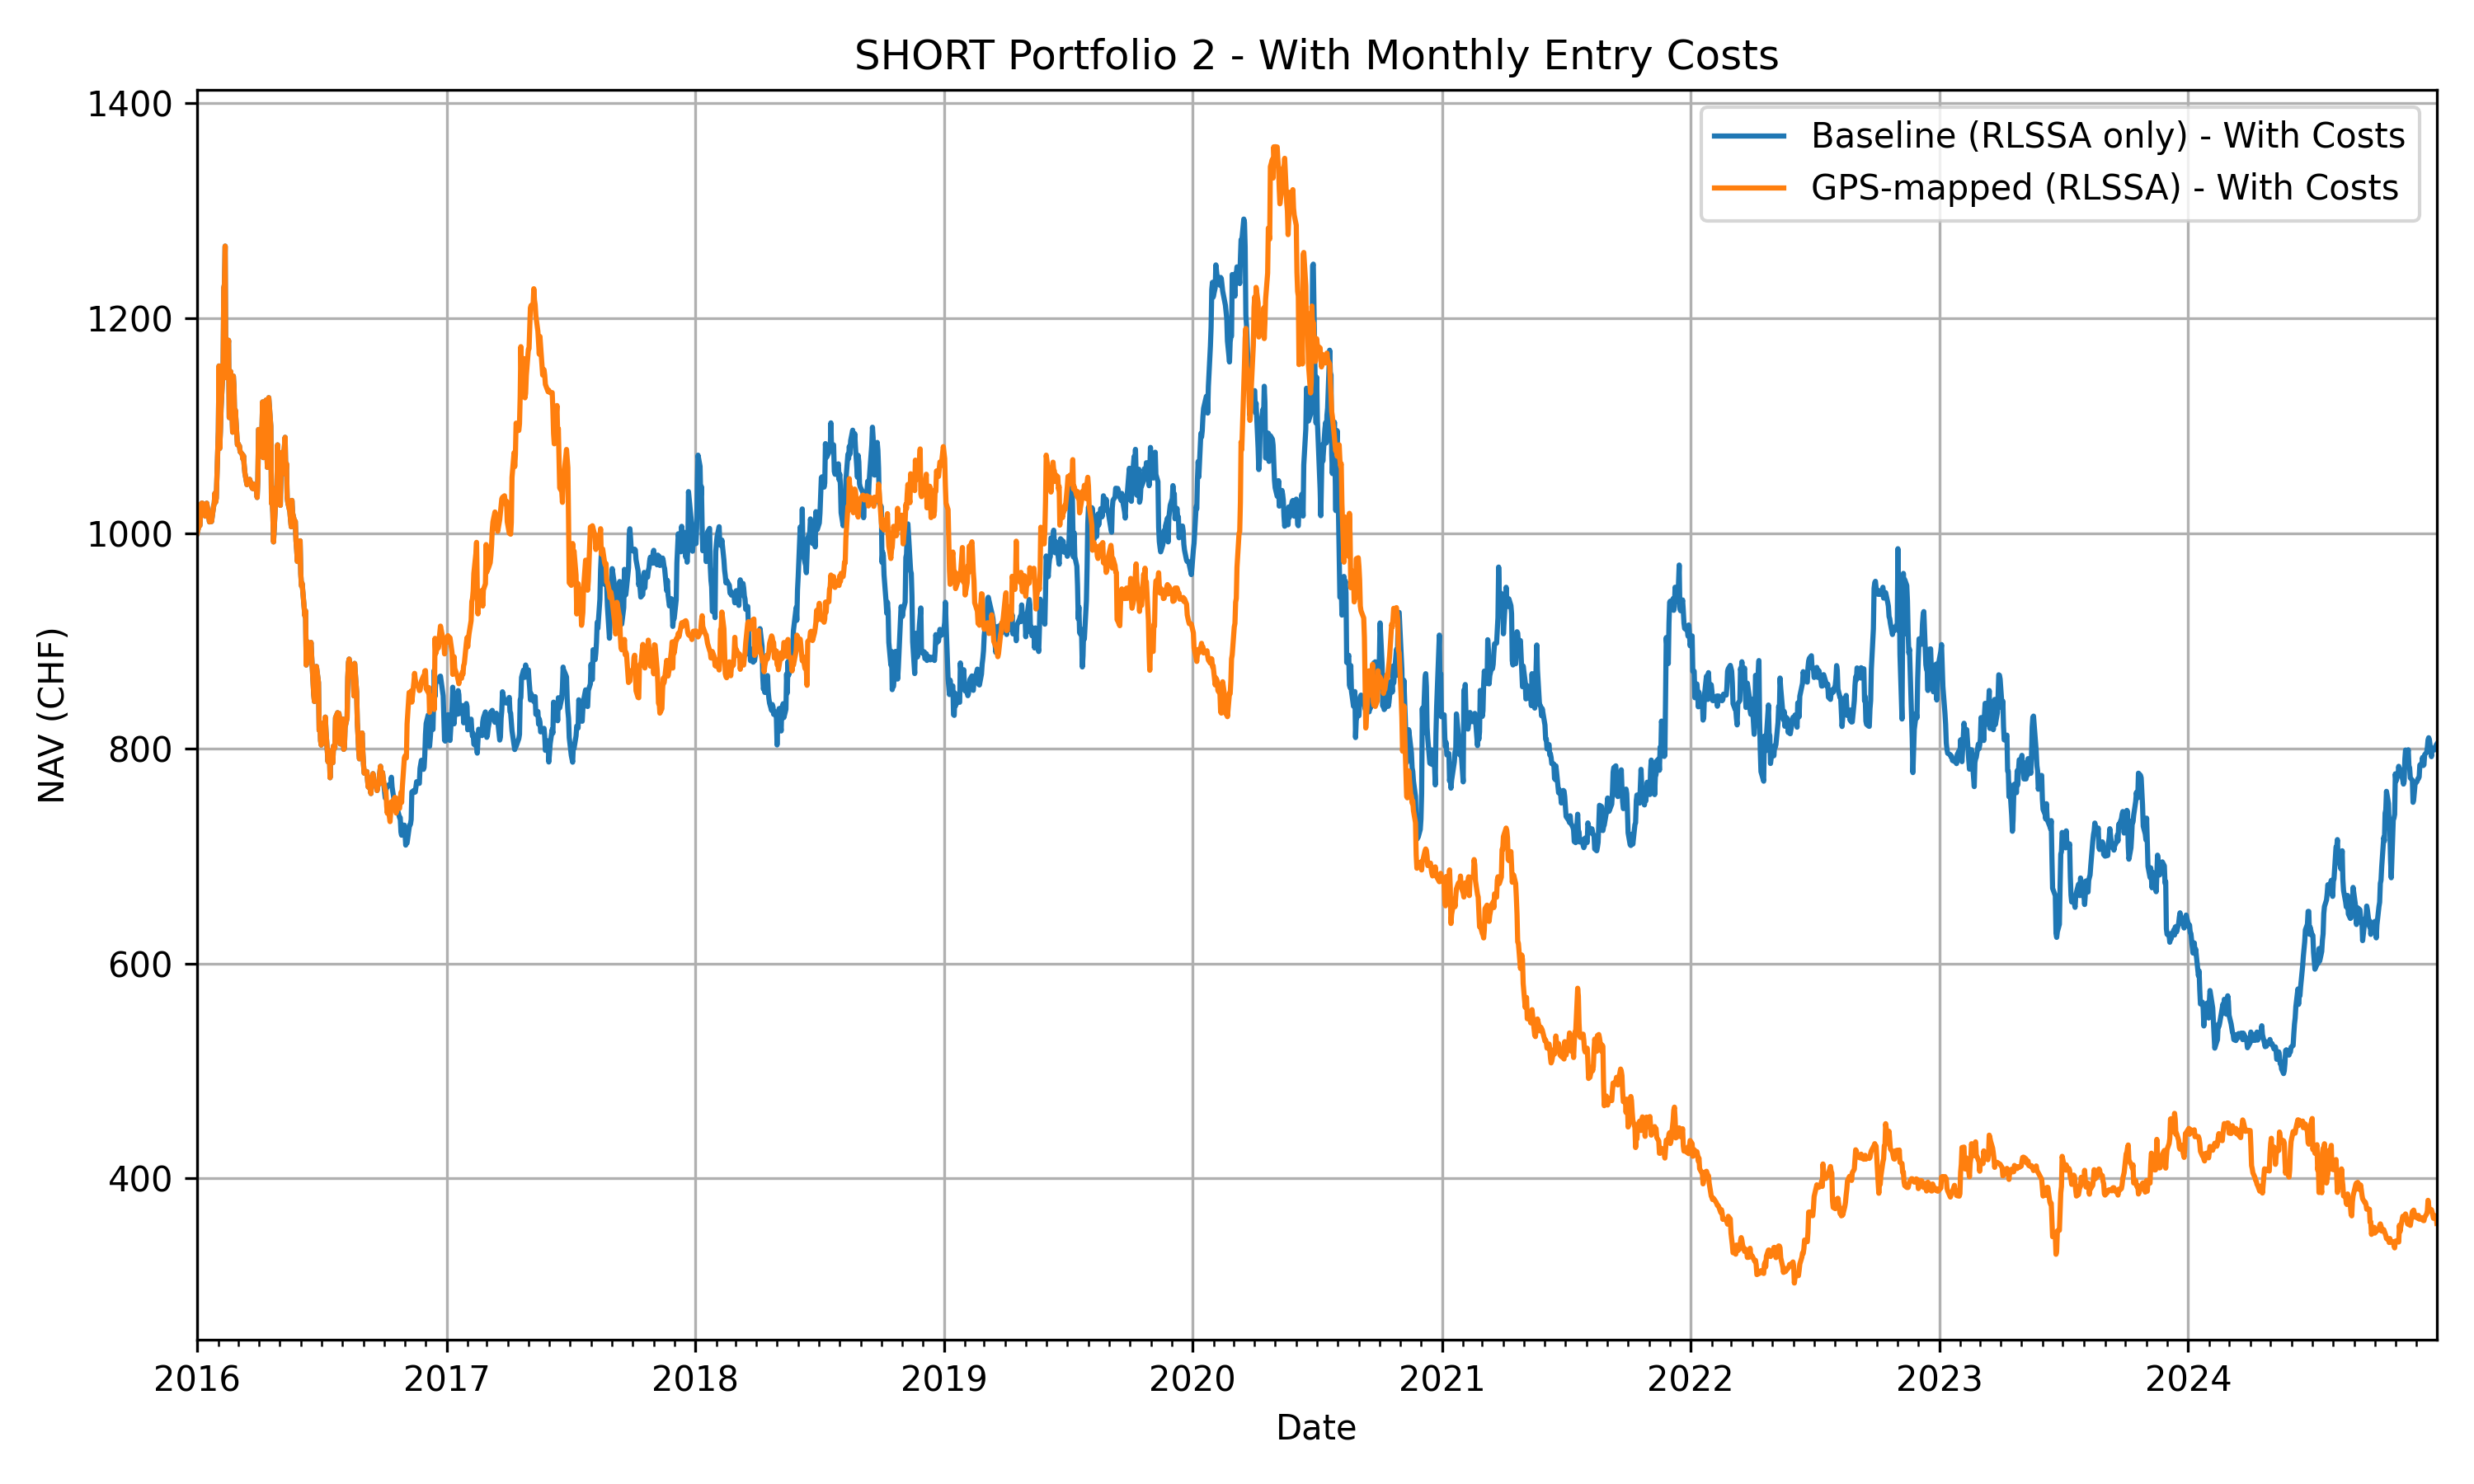 SHORT Portfolio 2 - With Monthly Entry Costs
Baseline (RLSSA only) - With Costs
GPS-mapped (RLSSA) - With Costs
1400
1200
1000
800
600
400
NAV (CHF)
2016 2017 2018 2019 2020 2021 2022 2023 2024
Date